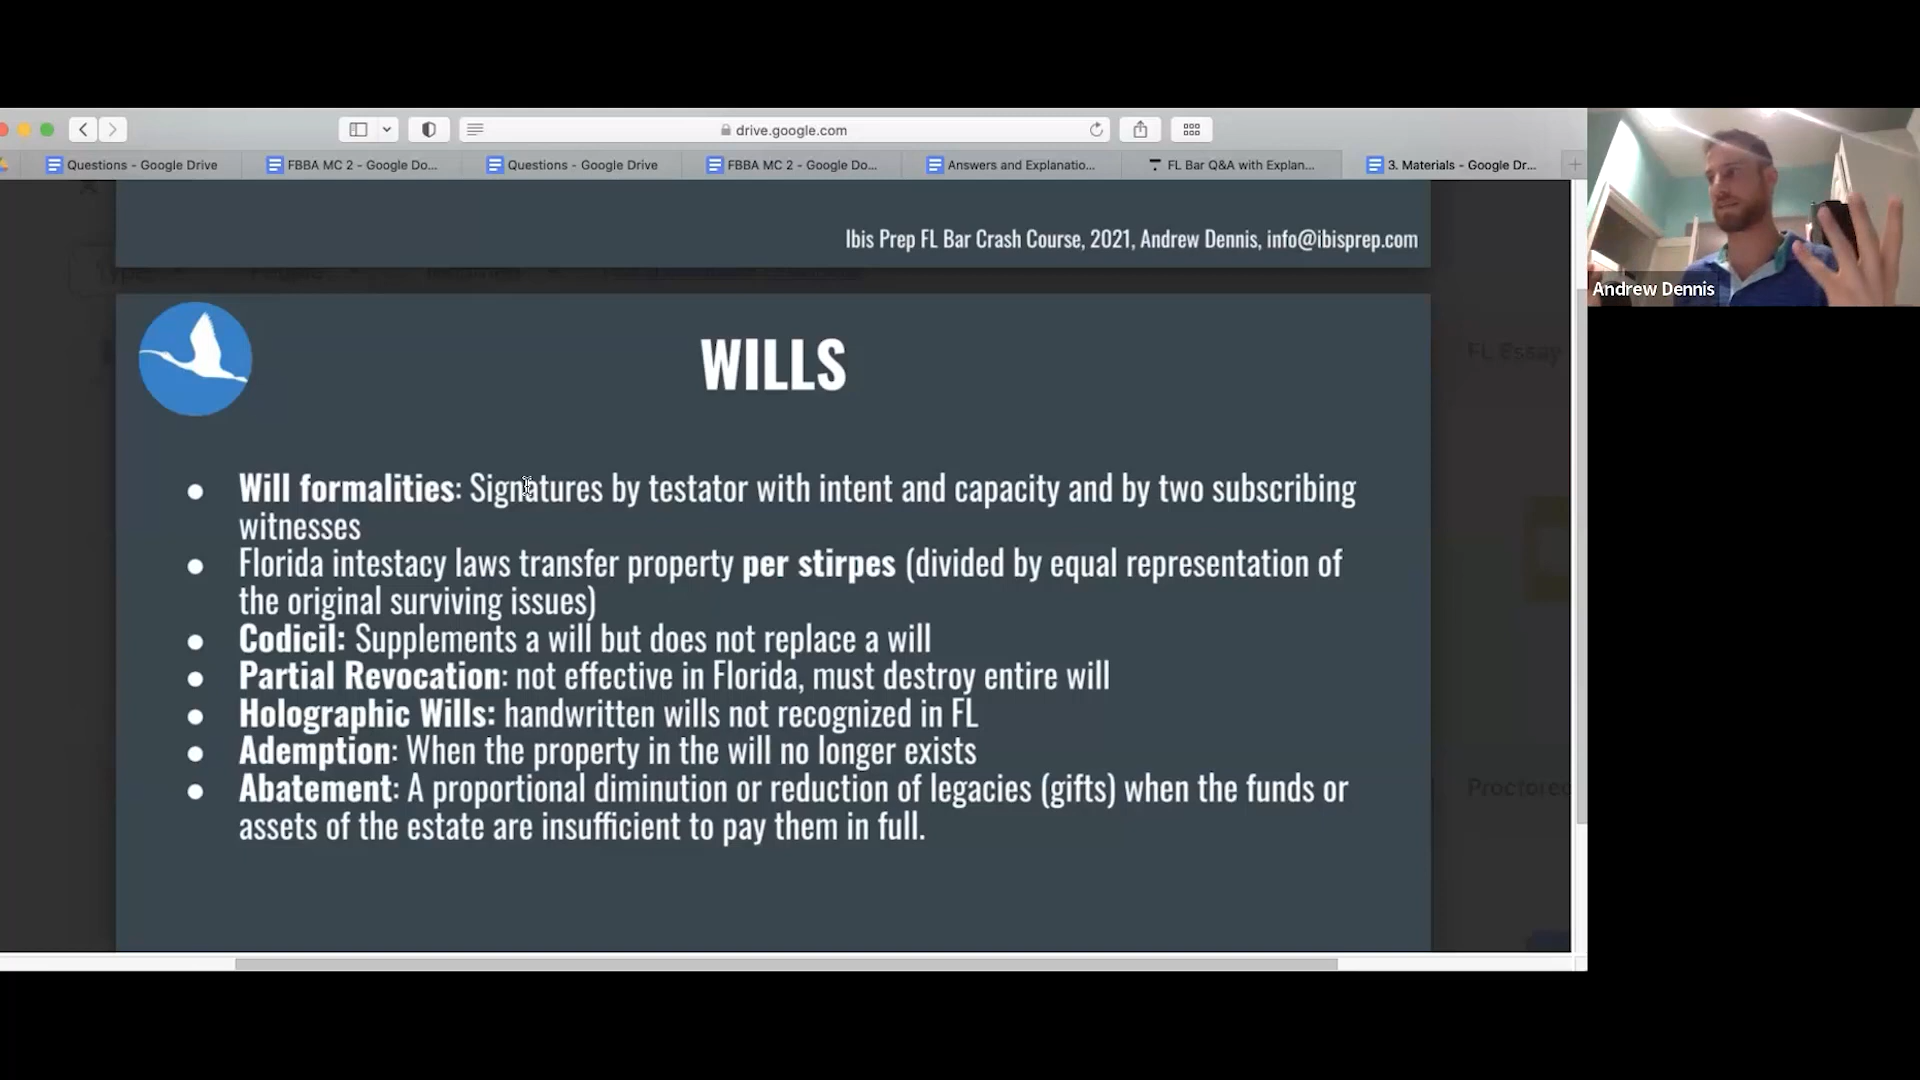 drive.google.com
Questions - Google Drive
FBBA MC 2 - Google Do...
Questions - Google Drive
FBBA MC 2 - Google Do...
Answers and Explanatio...
FL Bar Q&A with Explan...
3. Materials - Google Dr...
Ibis Prep FL Bar Crash Course, 2021, Andrew Dennis, info@ibisprep.com
Andrew Dennis
WILLS
FL Essay
● Will formalities: Signatures by testator with intent and capacity and by two subscribing
witnesses
● Florida intestacy laws transfer property per stirpes (divided by equal representation of
the original surviving issues)
● Codicil: Supplements a will but does not replace a will
● Partial Revocation: not effective in Florida, must destroy entire will
● Holographic Wills: handwritten wills not recognized in FL
● Ademption: When the property in the will no longer exists
● Abatement: A proportional diminution or reduction of legacies (gifts) when the funds or
assets of the estate are insufficient to pay them in full.
Proctored